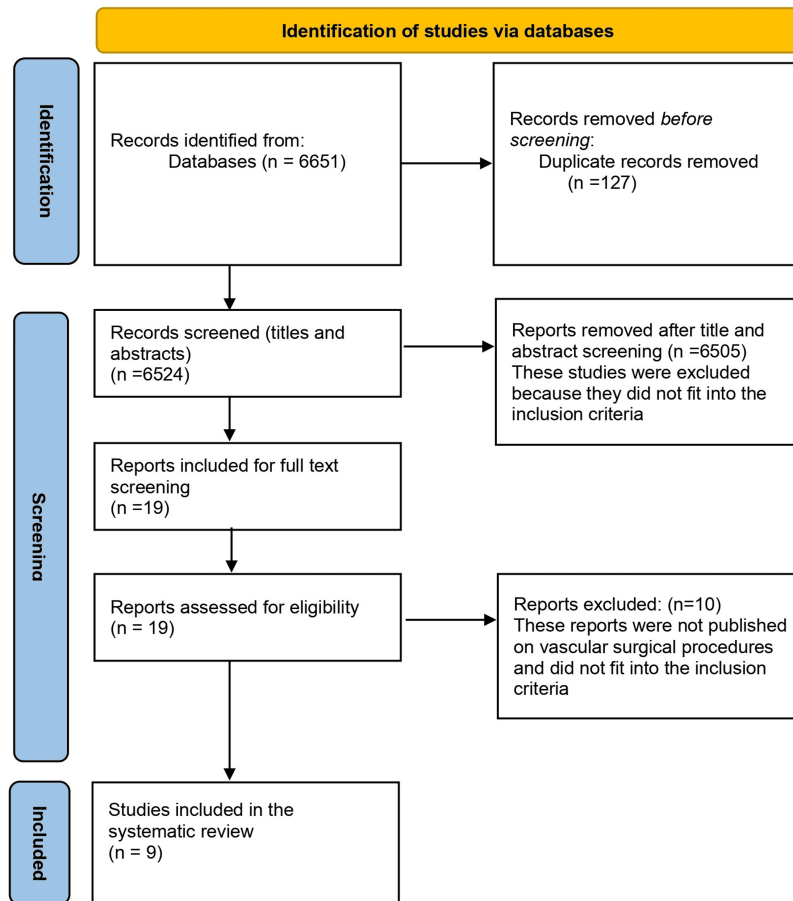 Identification of studies via databases
Identification
Records identified from:
Databases (n = 6651)
Records removed before
screening:
Duplicate records removed
(n =127)
Screening
Records screened (titles and
abstracts)
(n =6524)
Reports removed after title and
abstract screening (n =6505)
These studies were excluded
because they did not fit into the
inclusion criteria
Reports included for full text
screening
(n =19)
Reports assessed for eligibility
(n = 19)
Reports excluded: (n=10)
These reports were not published
on vascular surgical procedures
and did not fit into the inclusion
criteria
Included
Studies included in the
systematic review
(n = 9)